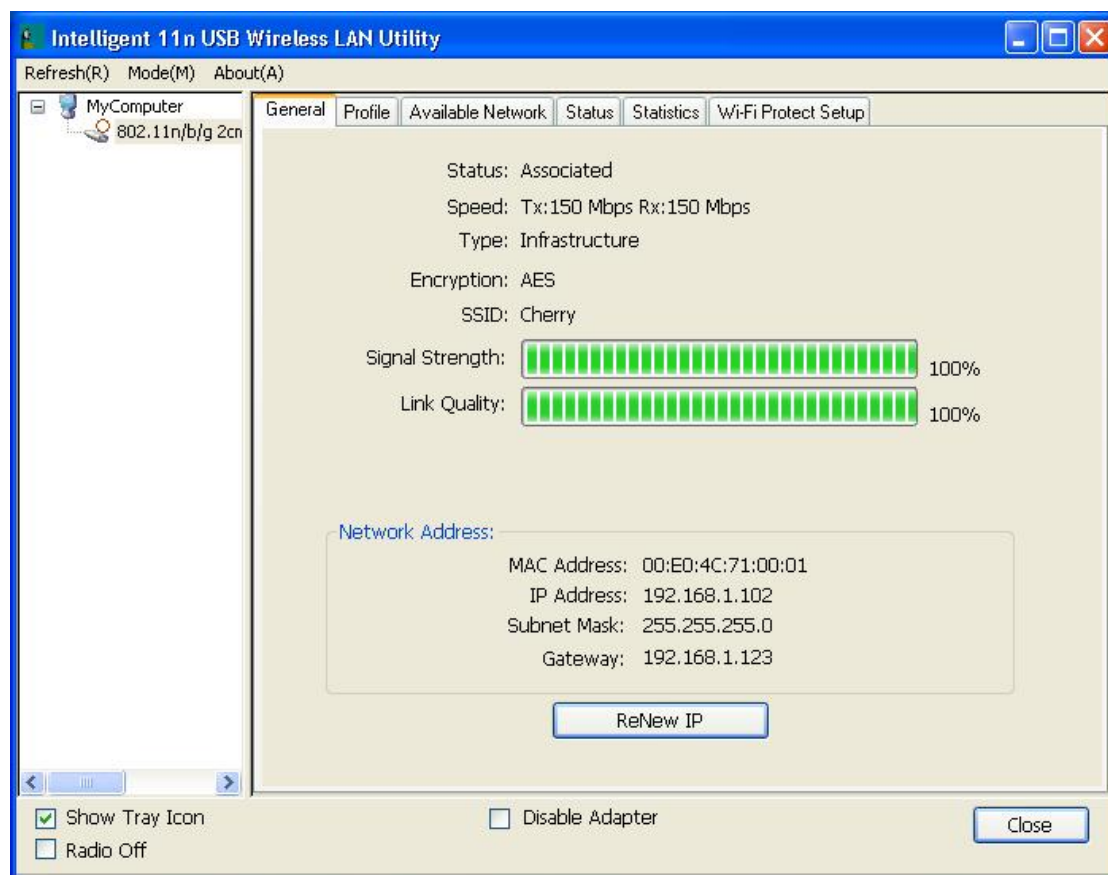 Intelligent 11n USB Wireless LAN Utility
Refresh(R) Mode(M) About(A)
MyComputer
802.11n/b/g 2cn
General Profile Available Network Status Statistics Wi-Fi Protect Setup
Status: Associated
Speed: Tx:150 Mbps Rx:150 Mbps
Type: Infrastructure
Encryption: AES
SSID: Cherry
Signal Strength: 100%
Link Quality: 100%
Network Address:
MAC Address: 00:E0:4C:71:00:01
IP Address: 192.168.1.102
Subnet Mask: 255.255.255.0
Gateway: 192.168.1.123
ReNew IP
Show Tray Icon Disable Adapter
Radio Off
Close